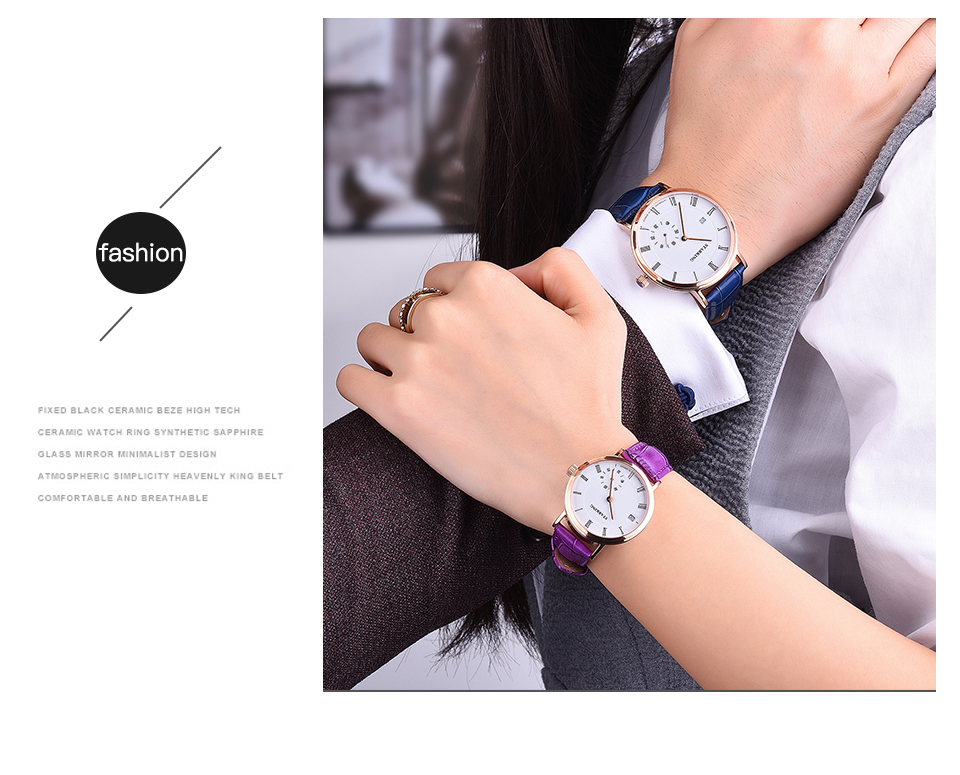 fashion
FIXED BLACK CERAMIC BEZE HIGH TECH
CERAMIC WATCH RING SYNTHETIC SAPPHIRE
GLASS MIRROR MINIMALIST DESIGN
ATMOSPHERIC SIMPLICITY HEAVENLY KING BELT
COMFORTABLE AND BREATHABLE